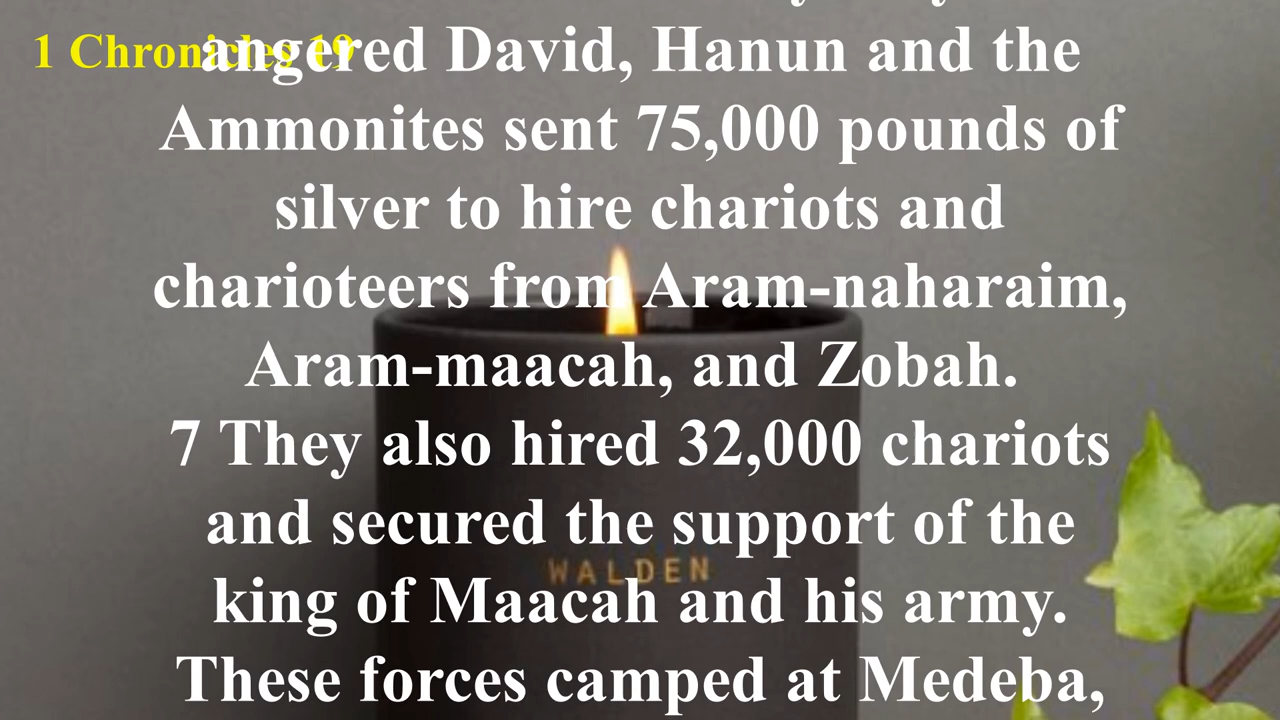 1 Chronicles 19
angered David, Hanun and the
Ammonites sent 75,000 pounds of
silver to hire chariots and
charioteers from Aram-naharaim,
Aram-maacah, and Zobah.
7 They also hired 32,000 chariots
and secured the support of the
WALDEN
king of Maacah and his army.
These forces camped at Medeba,